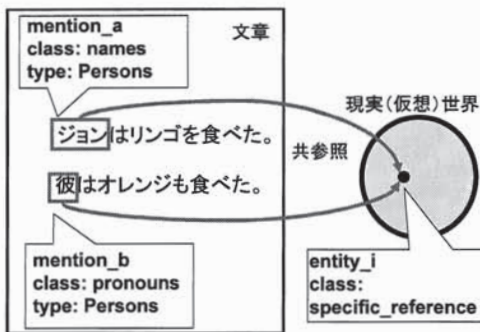 mention_a
class: names
type: Persons
文章
ジョンはリンゴを食べた。
彼はオレンジも食べた。
mention_b
class: pronouns
type: Persons
現実(仮想)世界
共参照
entity_i
class:
specific_reference